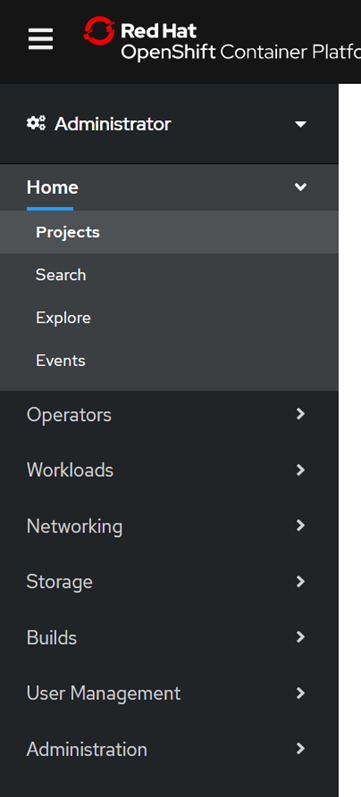 Red Hat
OpenShift Container Platfo
Administrator
Home
Projects
Search
Explore
Events
Operators
Workloads
Networking
Storage
Builds
User Management
Administration